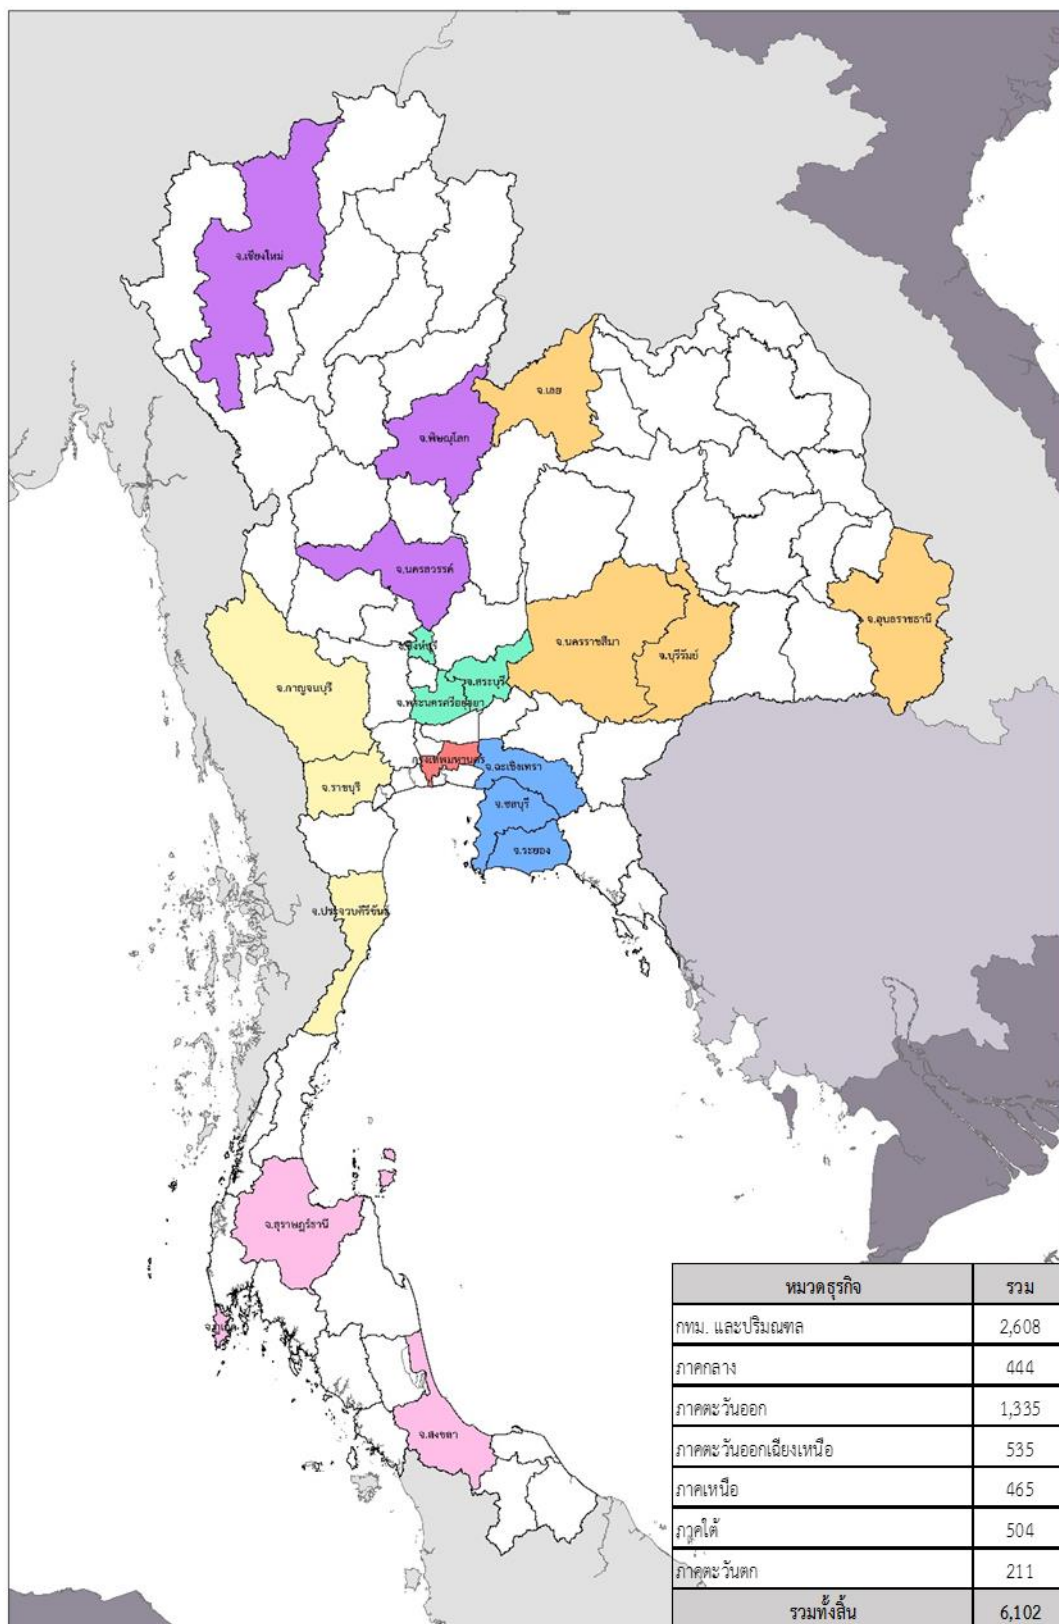 จ.เชียงใหม่
จ.เลย
จ.พิษณุโลก
จ.นครสวรรค์
จ.อุบลราชธานี
จ.สิงห์บุรี
จ.นครราชสีมา
จ.บุรีรัมย์
จ.สระบุรี
จ.กาญจนบุรี
จ.พระนครศรีอยุธยา
กรุงเทพมหานคร
จ.ฉะเชิงเทรา
จ.ราชบุรี
จ.ชลบุรี
จ.ระยอง
จ.ประจวบคีรีขันธ์
จ.สุราษฎร์ธานี
จ.ภูเก็ต
จ.สงขลา
หมวดธุรกิจ รวม
กทม. และปริมณฑล 2,608
ภาคกลาง 444
ภาคตะวันออก 1,335
ภาคตะวันออกเฉียงเหนือ 535
ภาคเหนือ 465
ภาคใต้ 504
ภาคตะวันตก 211
รวมทั้งสิ้น 6,102